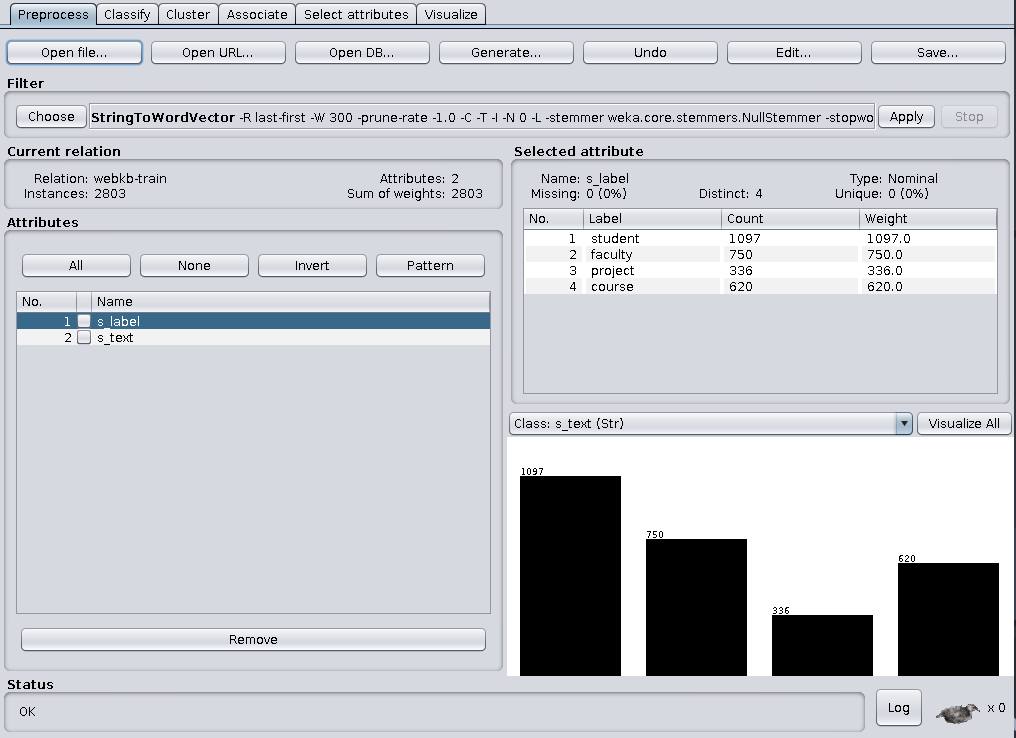 Preprocess Classify Cluster Associate Select attributes Visualize
Open file... Open URL... Open DB... Generate... Undo Edit... Save...
Filter
Choose StringToWordVector -R last-first -W 300 -prune-rate -1.0 -C -T -I -N 0 -L -stemmer weka.core.stemmers.NullStemmer -stopwo Apply Stop
Current relation
Relation: webkb-train Attributes: 2
Instances: 2803 Sum of weights: 2803
Attributes
All None Invert Pattern
No. Name
1 s_label
2 s_text
Remove
Selected attribute
Name: s_label Type: Nominal
Missing: 0 (0%) Distinct: 4 Unique: 0 (0%)
No. Label Count Weight
1 student 1097 1097.0
2 faculty 750 750.0
3 project 336 336.0
4 course 620 620.0
Class: s_text (Str) Visualize All
1097
750
336
620
Status
OK
Log x 0